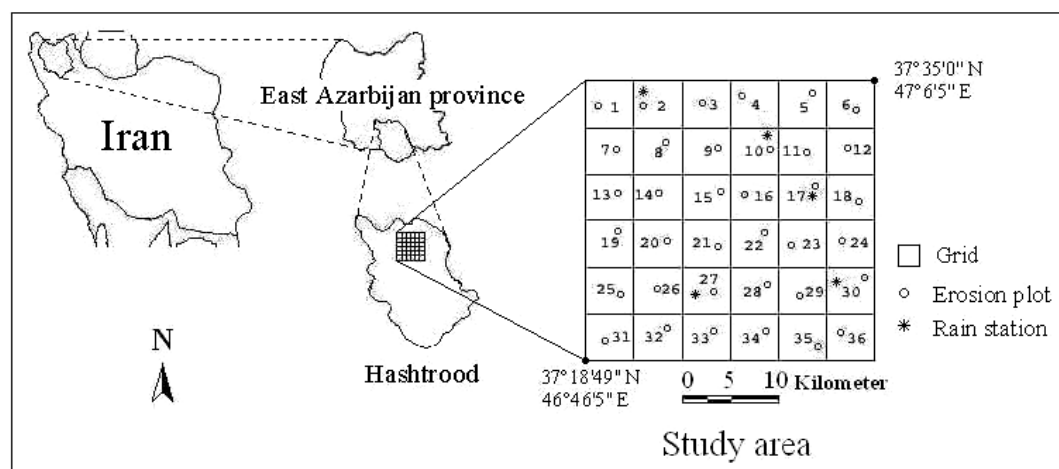 Iran
East Azarbijan province
Hashtrood
N
37°35'0" N
47°6'5" E
1 2 3 4 5 6
7 8 9 10 11 12
13 14 15 16 17 18
19 20 21 22 23 24
25 26 27 28 29 30
31 32 33 34 35 36
37°18'49" N
46°46'5" E
0 5 10 Kilometer
Grid
Erosion plot
Rain station
Study area